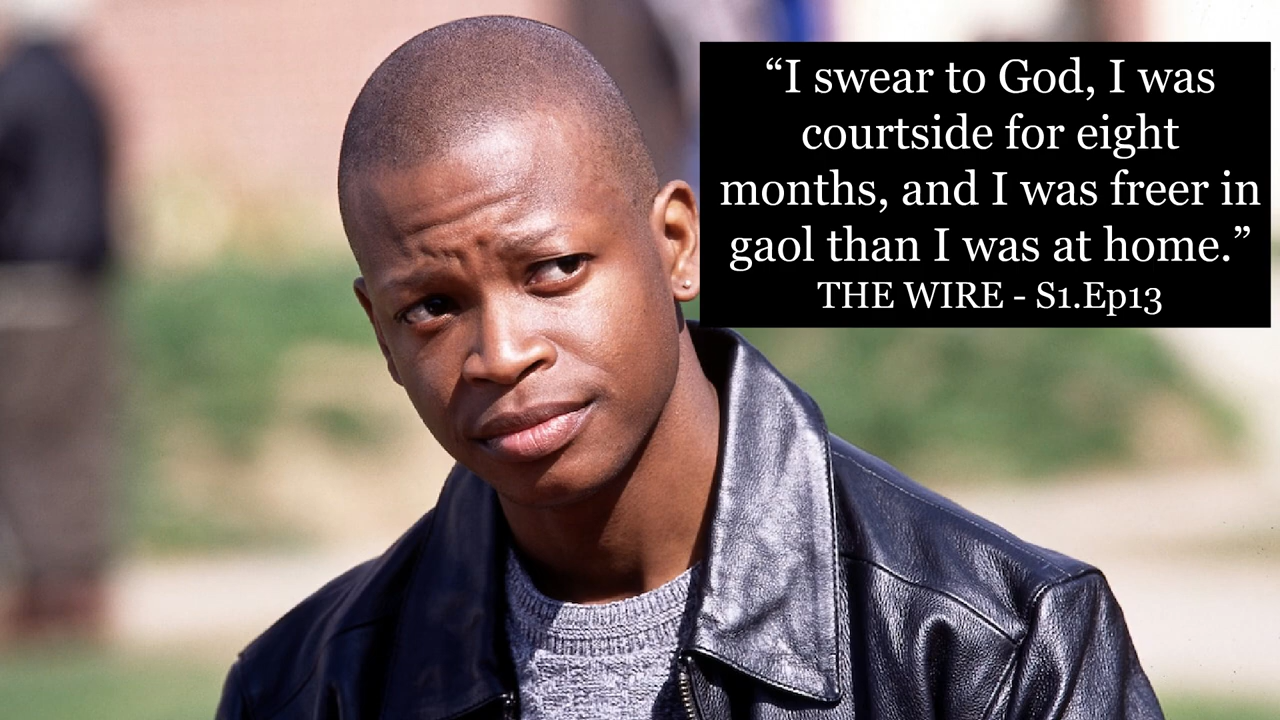 “I swear to God, I was
courtside for eight
months, and I was freer in
gaol than I was at home.”
THE WIRE - S1.Ep13